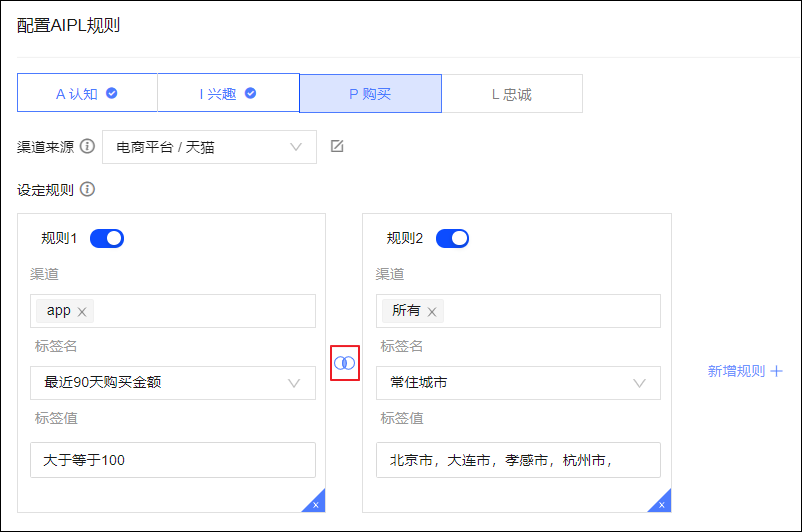 配置AIPL规则
A 认知 I 兴趣 P 购买 L 忠诚
渠道来源 电商平台 / 天猫
设定规则
规则1 规则2
渠道 渠道
app 所有
标签名 标签名
最近90天购买金额 常住城市
新增规则
标签值 标签值
大于等于100 北京市，大连市，孝感市，杭州市，
x x